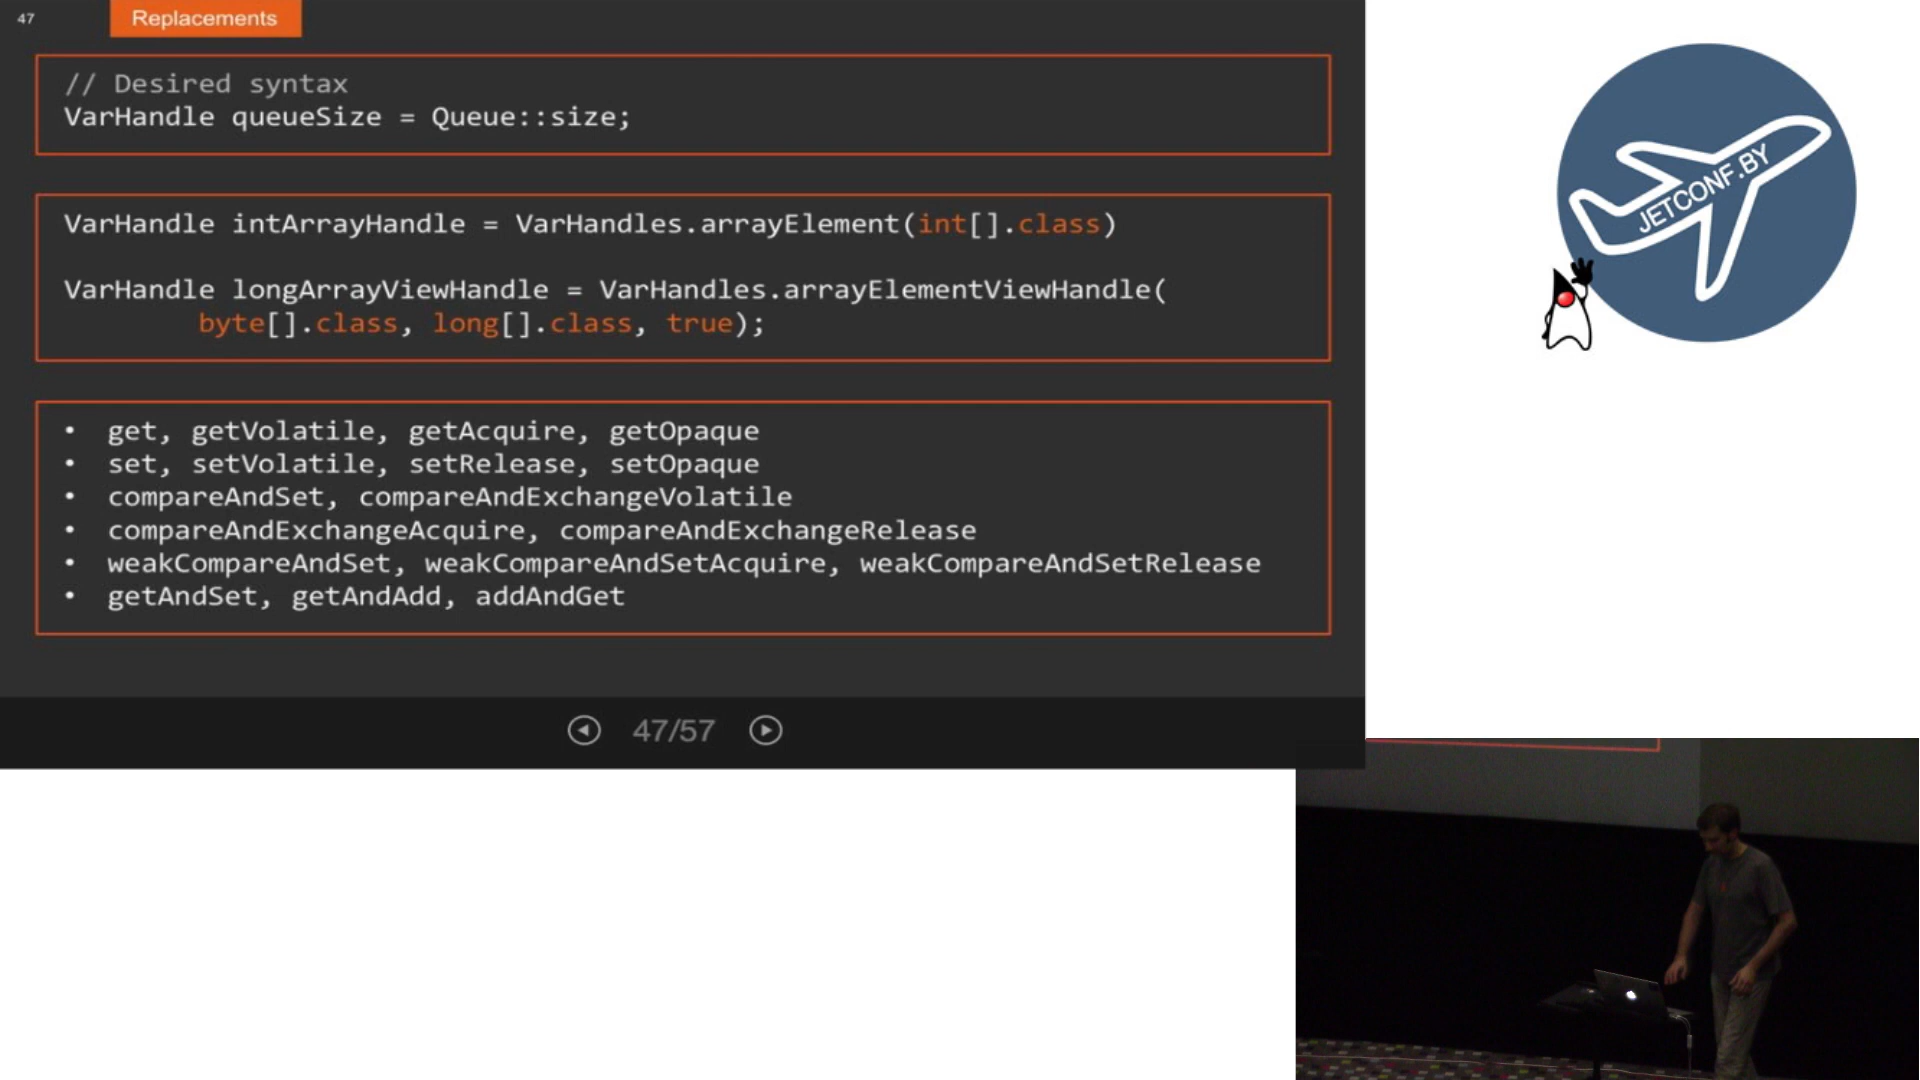 47
Replacements
// Desired syntax
VarHandle queueSize = Queue::size;
VarHandle intArrayHandle = VarHandles.arrayElement(int[].class)
VarHandle longArrayViewHandle = VarHandles.arrayElementViewHandle(
byte[].class, long[].class, true);
• get, getVolatile, getAcquire, getOpaque
• set, setVolatile, setRelease, setOpaque
• compareAndSet, compareAndExchangeVolatile
• compareAndExchangeAcquire, compareAndExchangeRelease
• weakCompareAndSet, weakCompareAndSetAcquire, weakCompareAndSetRelease
• getAndSet, getAndAdd, addAndGet
47/57
JETCONF.BY